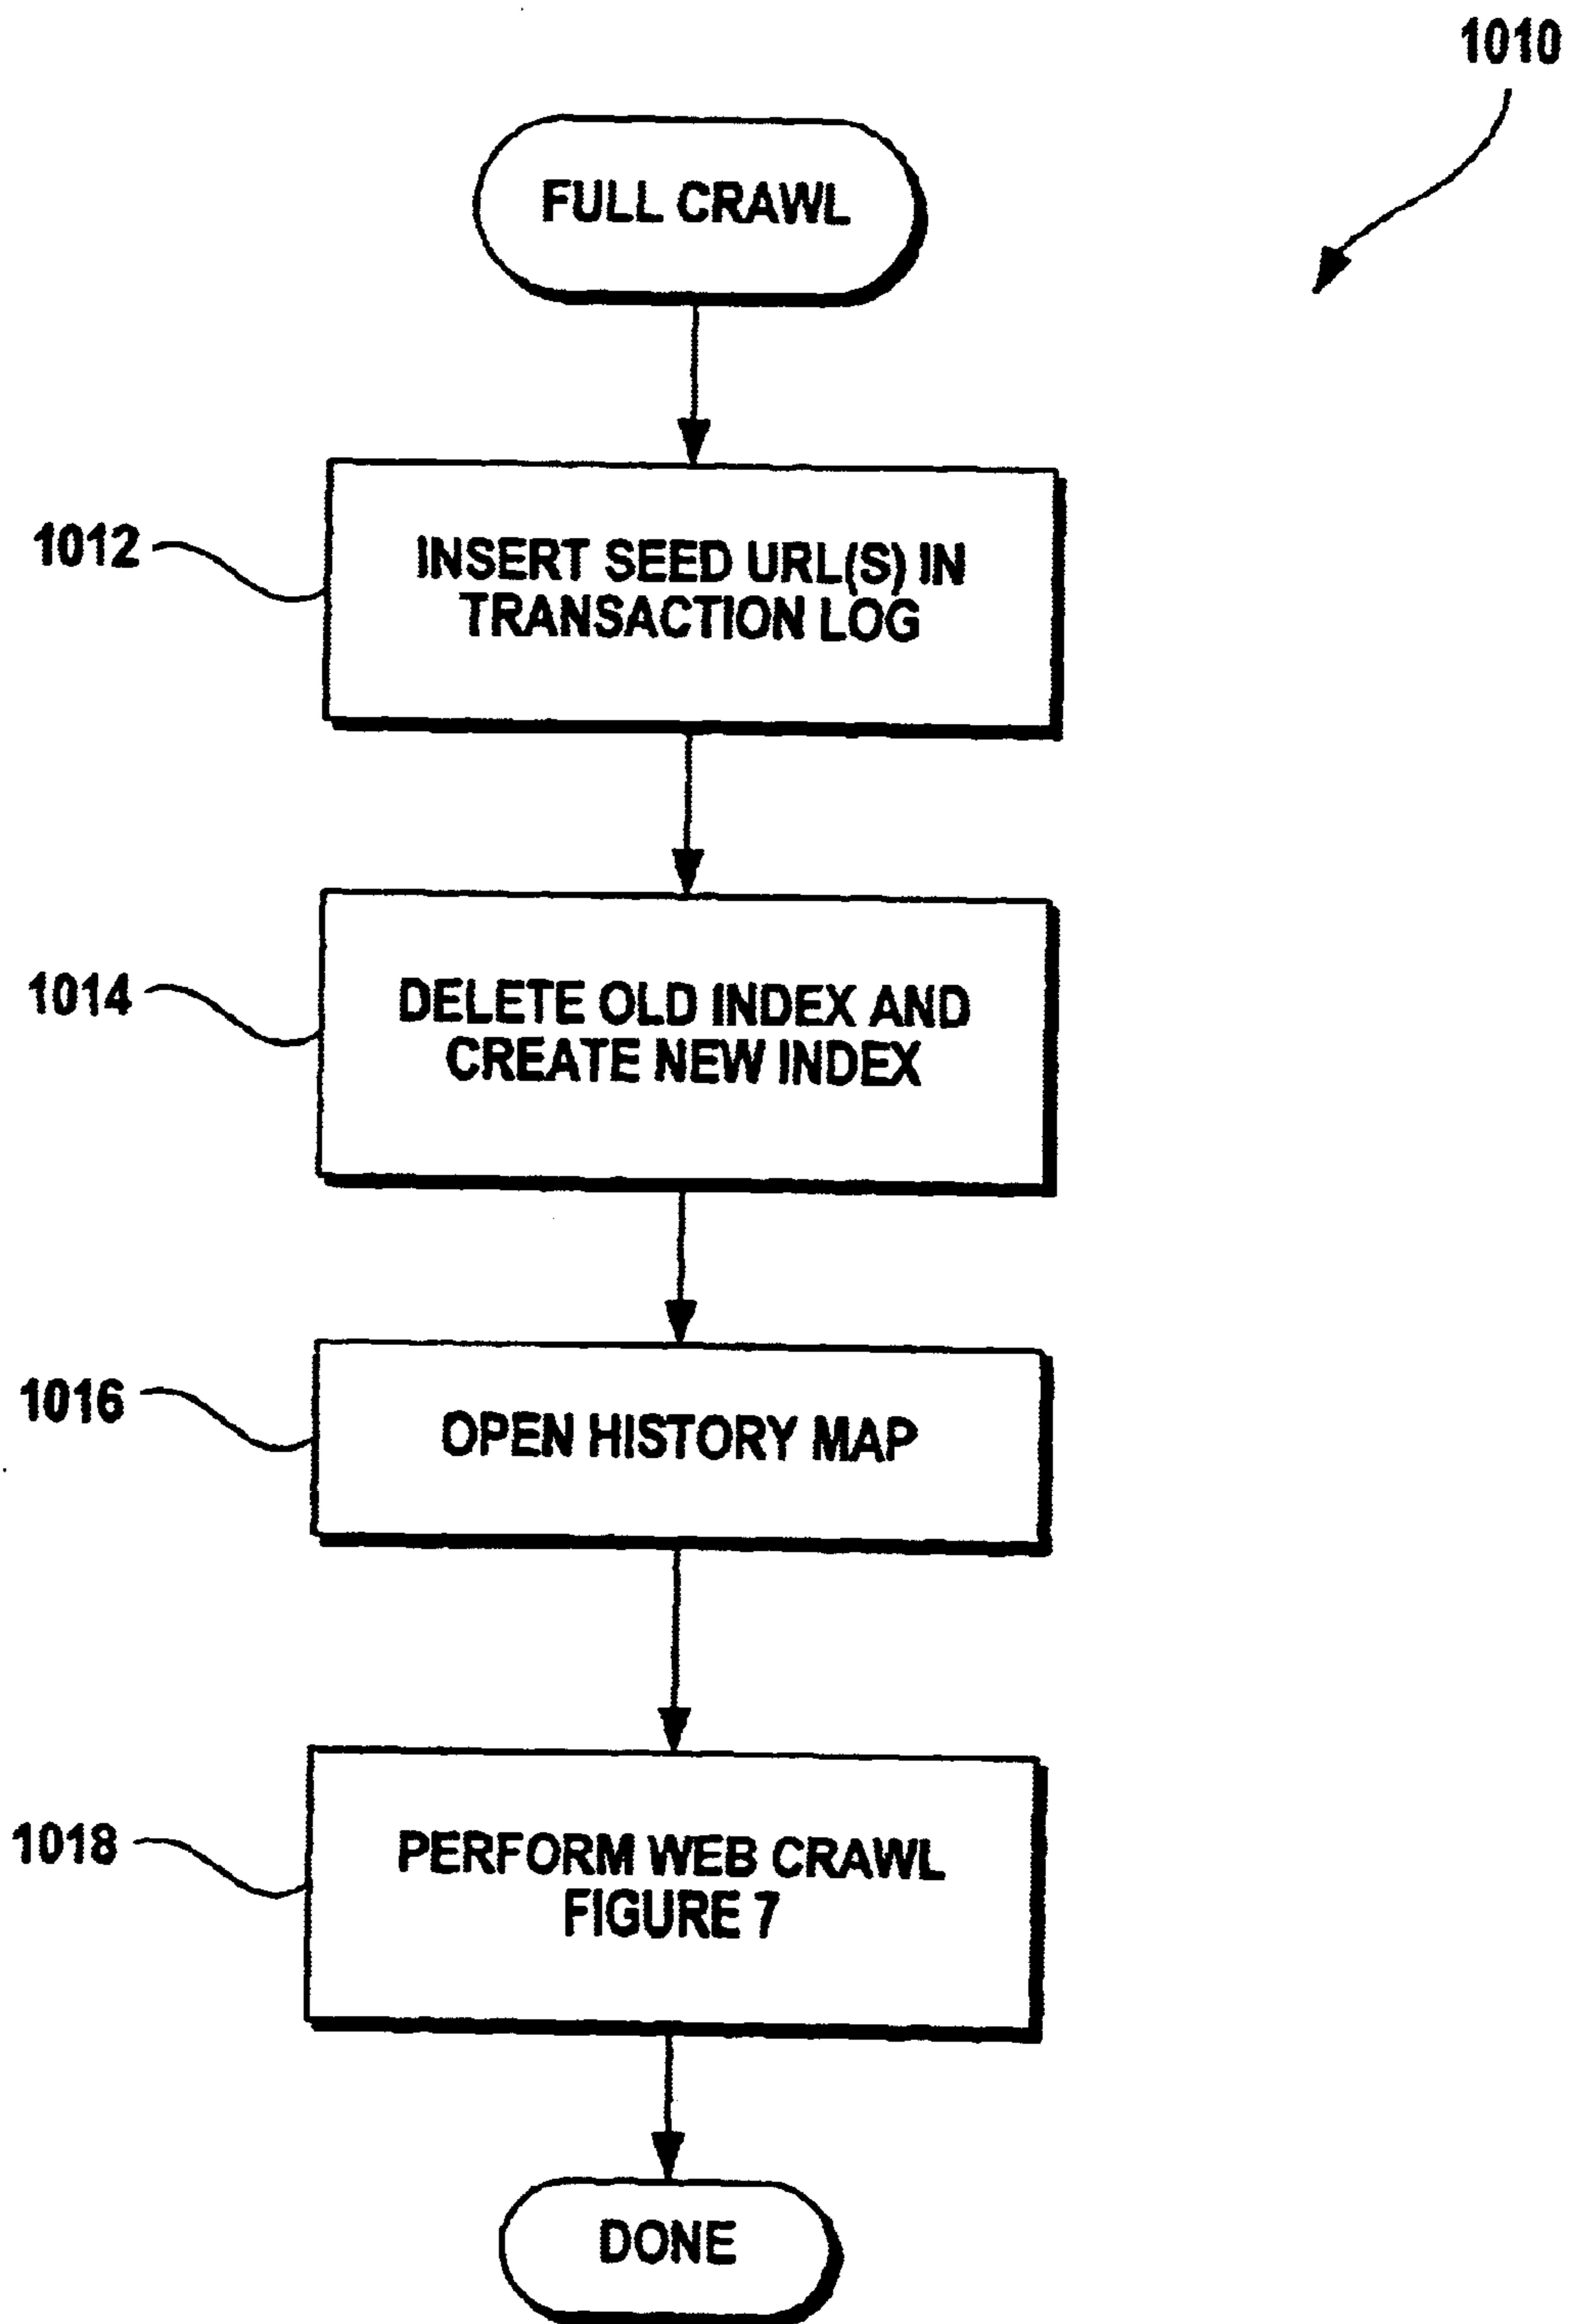 1010
FULL CRAWL
1012
INSERT SEED URL(S) IN
TRANSACTION LOG
1014
DELETE OLD INDEX AND
CREATE NEW INDEX
1016
OPEN HISTORY MAP
1018
PERFORM WEB CRAWL
FIGURE 7
DONE